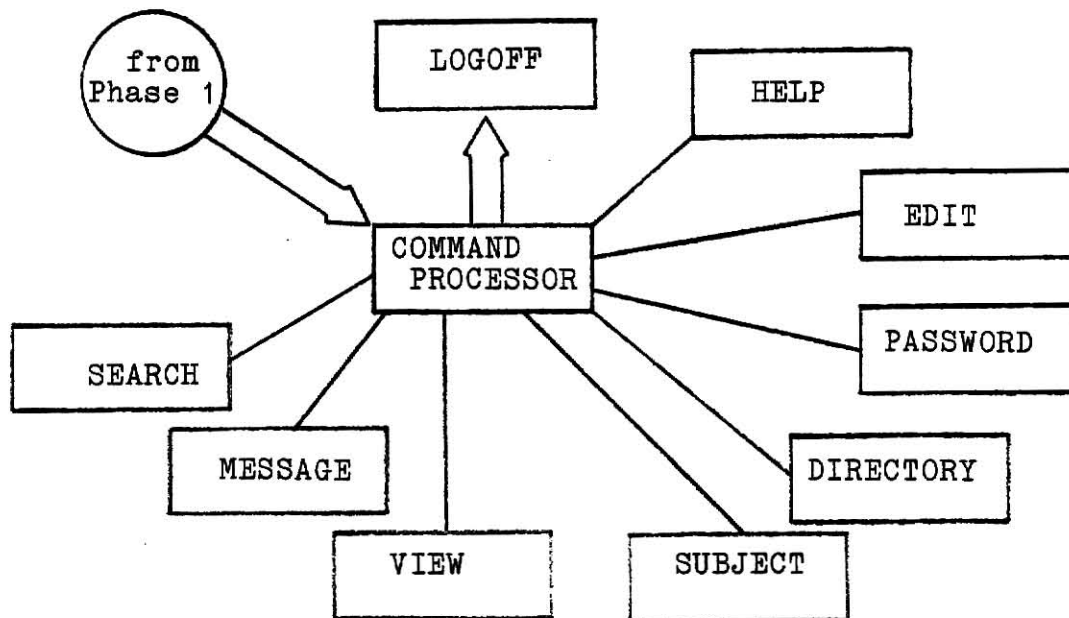 from
Phase 1
LOGOFF
HELP
EDIT
COMMAND
PROCESSOR
PASSWORD
SEARCH
MESSAGE
DIRECTORY
VIEW
SUBJECT